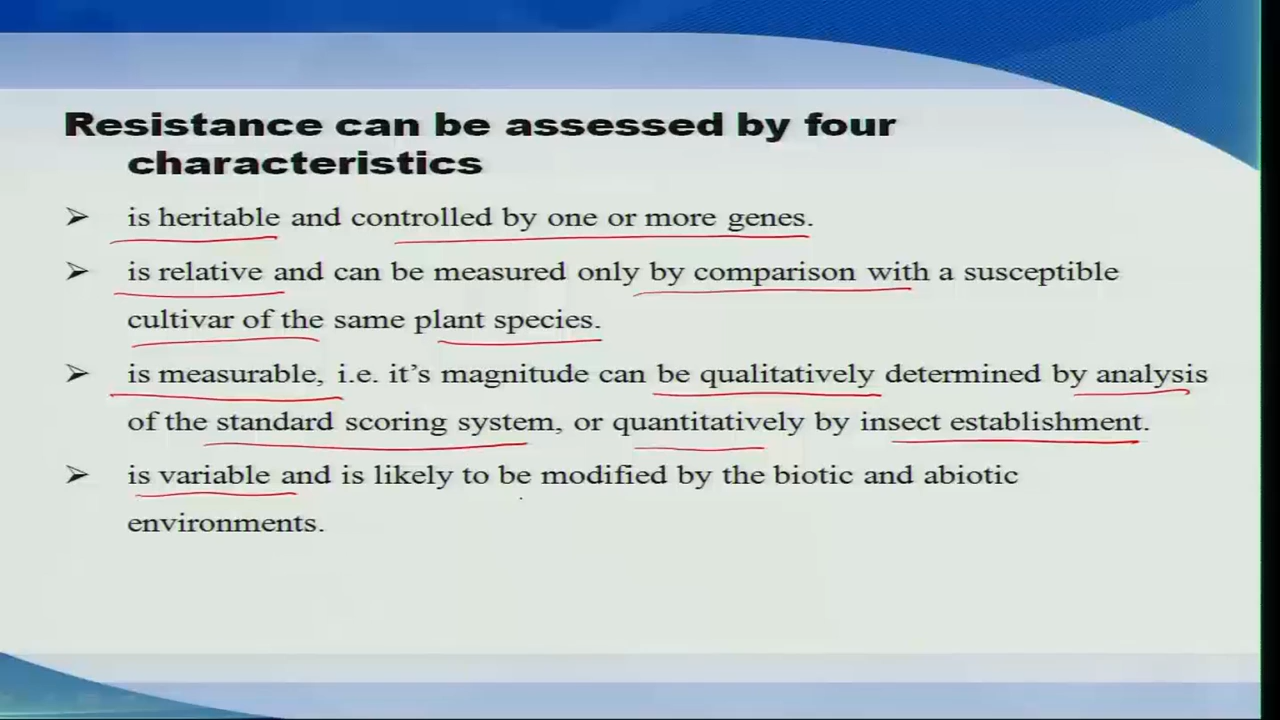 Resistance can be assessed by four
characteristics
➢ is heritable and controlled by one or more genes.
➢ is relative and can be measured only by comparison with a susceptible
cultivar of the same plant species.
➢ is measurable, i.e. it's magnitude can be qualitatively determined by analysis
of the standard scoring system, or quantitatively by insect establishment.
➢ is variable and is likely to be modified by the biotic and abiotic
environments.